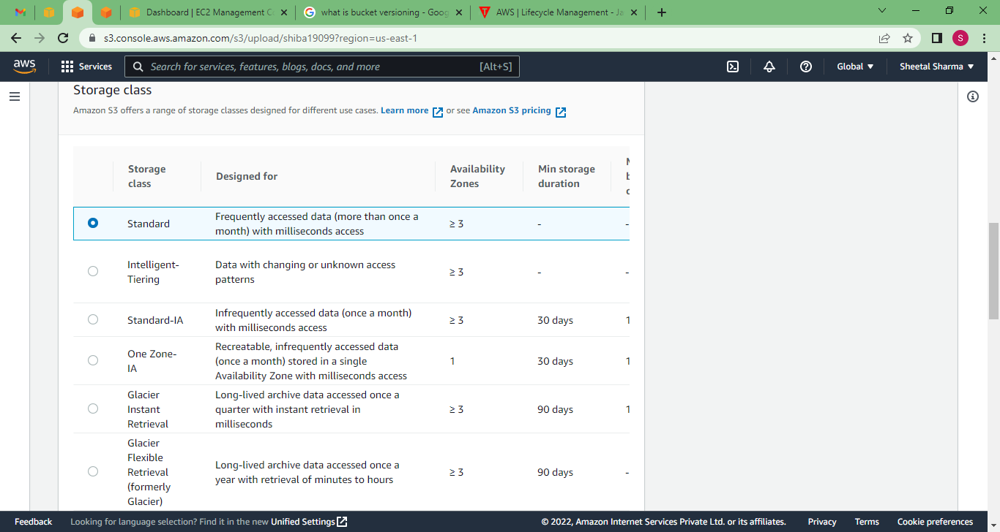 Dashboard | EC2 Management C
what is bucket versioning - Goog
AWS | Lifecycle Management - Ja
s3.console.aws.amazon.com/s3/upload/shiba19099?region=us-east-1
S
aws
Services
Search for services, features, blogs, docs, and more
[Alt+S]
Global
Sheetal Sharma
Storage class
Amazon S3 offers a range of storage classes designed for different use cases. Learn more or see Amazon S3 pricing
Storage
class
Designed for
Availability
Zones
Min storage
duration
Standard
Frequently accessed data (more than once a
month) with milliseconds access
≥ 3
-
-
Intelligent-
Tiering
Data with changing or unknown access
patterns
≥ 3
-
-
Standard-IA
Infrequently accessed data (once a month)
with milliseconds access
≥ 3
30 days
1
One Zone-
IA
Recreatable, infrequently accessed data
(once a month) stored in a single
Availability Zone with milliseconds access
1
30 days
1
Glacier
Instant
Retrieval
Long-lived archive data accessed once a
quarter with instant retrieval in
milliseconds
≥ 3
90 days
1
Glacier
Flexible
Retrieval
(formerly
Glacier)
Long-lived archive data accessed once a
year with retrieval of minutes to hours
≥ 3
90 days
-
Feedback
Looking for language selection? Find it in the new Unified Settings
© 2022, Amazon Internet Services Private Ltd. or its affiliates.
Privacy
Terms
Cookie preferences